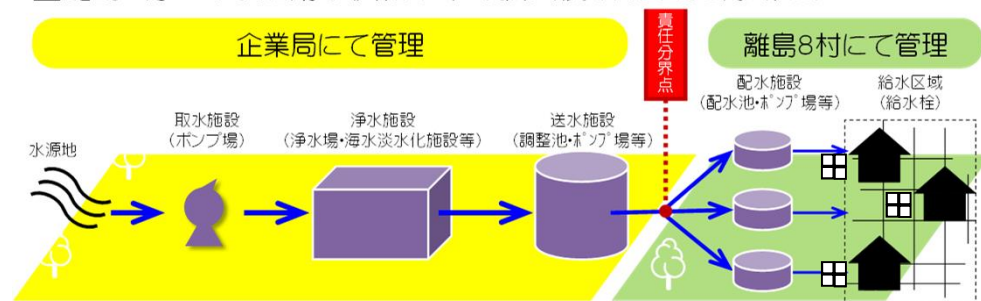 企業局にて管理
責任分界点
離島8村にて管理
水源地
取水施設
(ポンプ場)
浄水施設
(浄水場・海水淡水化施設等)
送水施設
(調整池・ポンプ場等)
配水施設
(配水池・ポンプ場等)
給水区域
(給水栓)